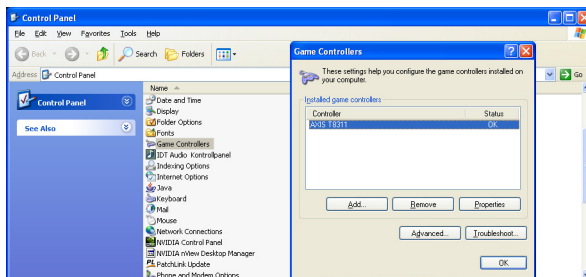 Control Panel
File Edit View Favorites Tools Help
Back Search Folders
Address Control Panel Go
Control Panel
See Also
Name
Date and Time
Display
Folder Options
Fonts
Game Controllers
IDT Audio Kontrollpanel
Indexing Options
Internet Options
Java
Keyboard
Mail
Mouse
Network Connections
NVIDIA Control Panel
NVIDIA nView Desktop Manager
PatchLink Update
Phone and Modem Options
Game Controllers
These settings help you configure the game controllers installed on
your computer.
Installed game controllers
Controller Status
AXIS T8311 OK
Add... Remove Properties
Advanced... Troubleshoot...
OK